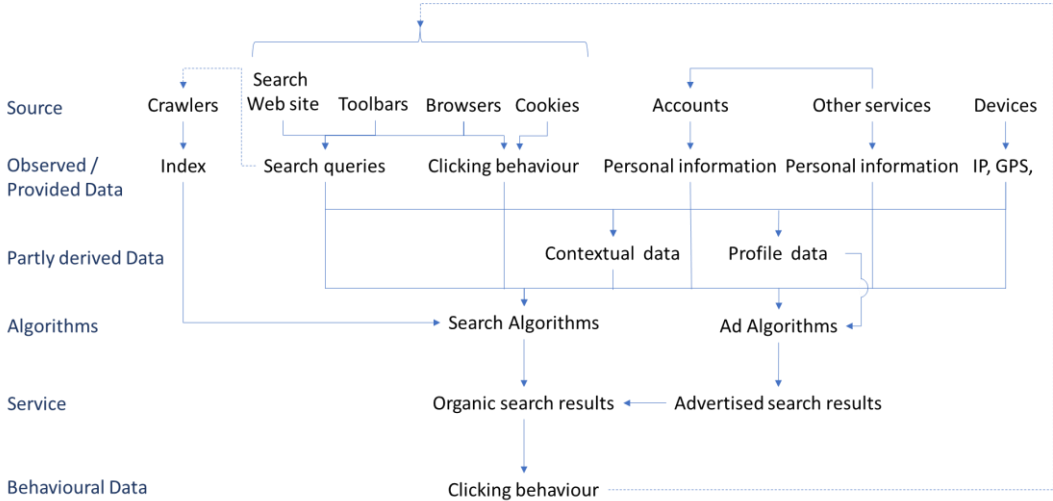 Search
Source Crawlers Web site Toolbars Browsers Cookies Accounts Other services Devices
Observed / Index Search queries Clicking behaviour Personal information Personal information IP, GPS,
Provided Data
Partly derived Data Contextual data Profile data
Algorithms Search Algorithms Ad Algorithms
Service Organic search results Advertised search results
Behavioural Data Clicking behaviour